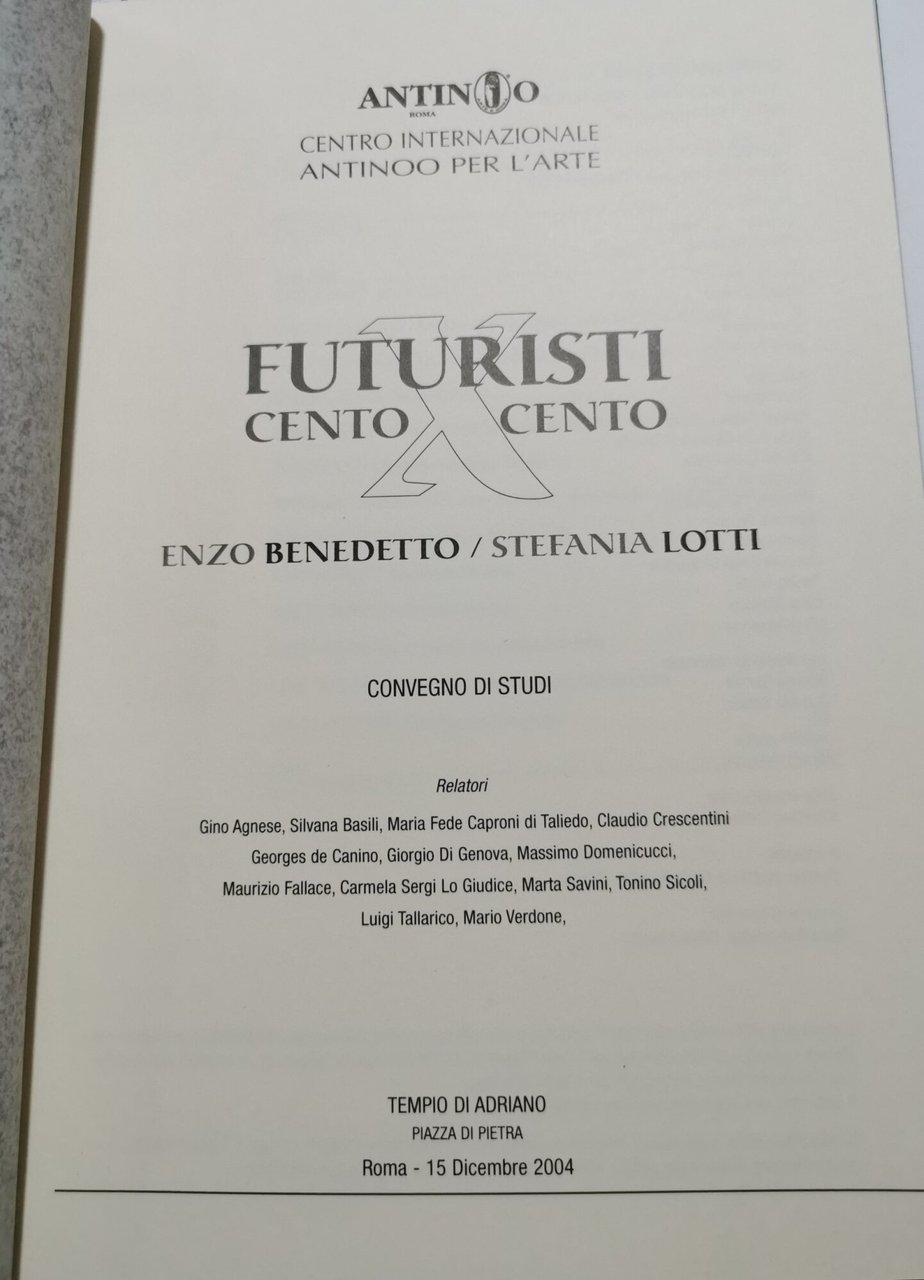 ANTINOO
ROMA
CENTRO INTERNAZIONALE
ANTINOO PER L'ARTE
FUTURISTI
CENTO X CENTO
ENZO BENEDETTO / STEFANIA LOTTI
CONVEGNO DI STUDI
Relatori
Gino Agnese, Silvana Basili, Maria Fede Caproni di Taliedo, Claudio Crescentini
Georges de Canino, Giorgio Di Genova, Massimo Domenicucci,
Maurizio Fallace, Carmela Sergi Lo Giudice, Marta Savini, Tonino Sicoli,
Luigi Tallarico, Mario Verdone,
TEMPIO DI ADRIANO
PIAZZA DI PIETRA
Roma - 15 Dicembre 2004